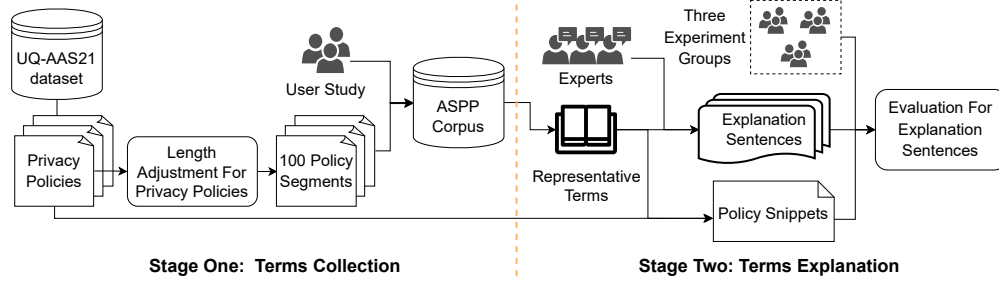 UQ-AAS21
dataset
Privacy
Policies
Length
Adjustment For
Privacy Policies
User Study
100 Policy
Segments
ASPP
Corpus
Stage One: Terms Collection
Experts
Representative
Terms
Three
Experiment
Groups
Explanation
Sentences
Policy Snippets
Evaluation For
Explanation
Sentences
Stage Two: Terms Explanation